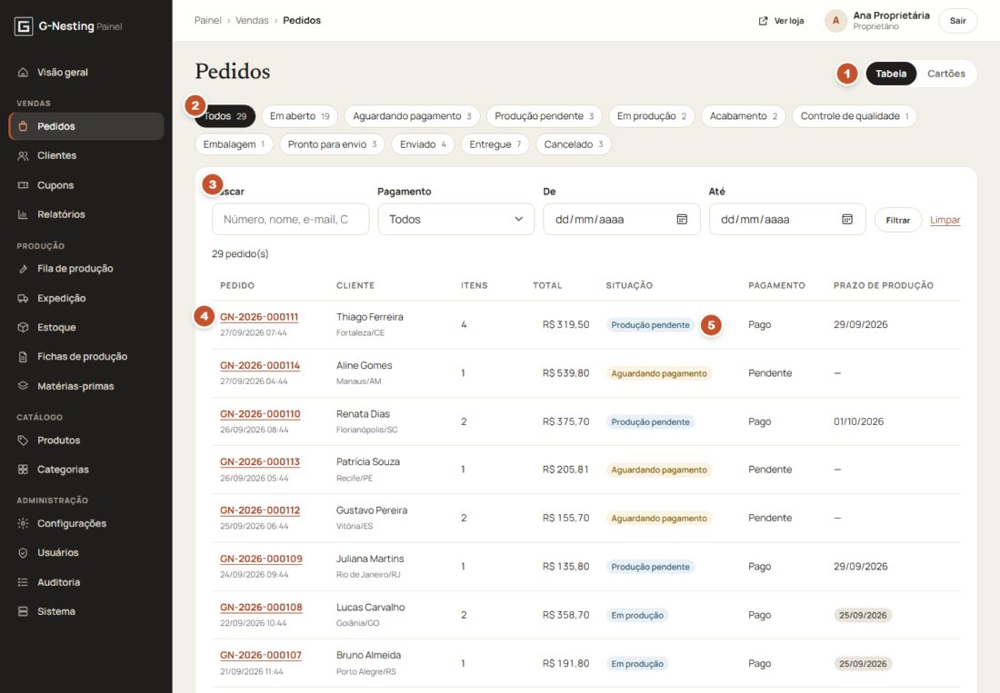 G-Nesting Painel
Painel › Vendas › Pedidos
Ver loja
A
Ana Proprietária
Proprietário
Sair
Visão geral
VENDAS
Pedidos
Clientes
Cupons
Relatórios
PRODUÇÃO
Fila de produção
Expedição
Estoque
Fichas de produção
Matérias-primas
CATÁLOGO
Produtos
Categorias
ADMINISTRAÇÃO
Configurações
Usuários
Auditoria
Sistema
Pedidos
1
Tabela Cartões
2
Todos 29 Em aberto 19 Aguardando pagamento 3 Produção pendente 3 Em produção 2 Acabamento 2 Controle de qualidade 1
Embalagem 1 Pronto para envio 3 Enviado 4 Entregue 7 Cancelado 3
3
uscar Pagamento De Até
Número, nome, e-mail, C Todos dd/mm/aaaa dd/mm/aaaa Filtrar Limpar
29 pedido(s)
PEDIDO CLIENTE ITENS TOTAL SITUAÇÃO PAGAMENTO PRAZO DE PRODUÇÃO
4
GN-2026-000111 Thiago Ferreira 4 R$ 319,50 Produção pendente 5 Pago 29/09/2026
27/09/2026 07:44 Fortaleza/CE
GN-2026-000114 Aline Gomes 1 R$ 539,80 Aguardando pagamento Pendente —
27/09/2026 04:44 Manaus/AM
GN-2026-000110 Renata Dias 2 R$ 375,70 Produção pendente Pago 01/10/2026
26/09/2026 08:44 Florianópolis/SC
GN-2026-000113 Patrícia Souza 1 R$ 205,81 Aguardando pagamento Pendente —
26/09/2026 05:44 Recife/PE
GN-2026-000112 Gustavo Pereira 2 R$ 155,70 Aguardando pagamento Pendente —
25/09/2026 06:44 Vitória/ES
GN-2026-000109 Juliana Martins 1 R$ 135,80 Produção pendente Pago 29/09/2026
24/09/2026 09:44 Rio de Janeiro/RJ
GN-2026-000108 Lucas Carvalho 2 R$ 358,70 Em produção Pago 25/09/2026
22/09/2026 10:44 Goiânia/GO
GN-2026-000107 Bruno Almeida 1 R$ 191,80 Em produção Pago 25/09/2026
21/09/2026 11:44 Porto Alegre/RS